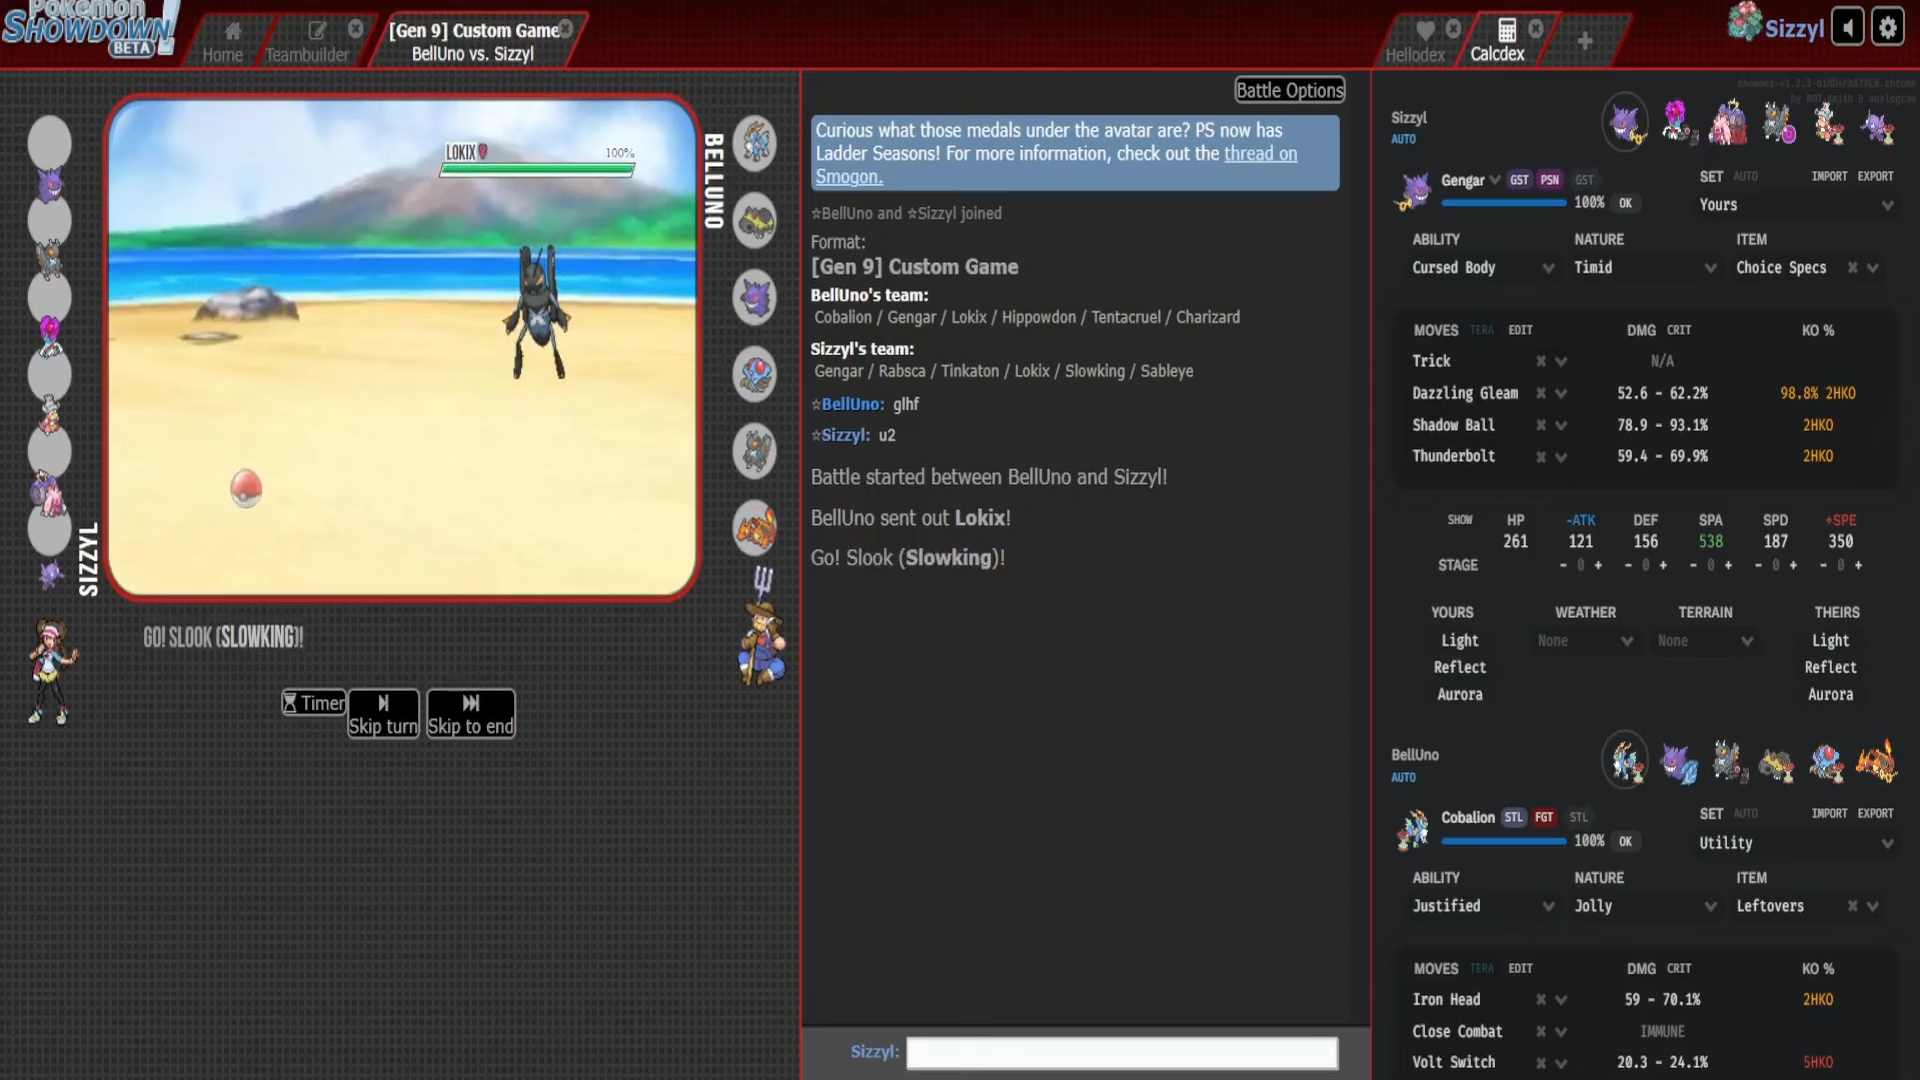 Pokémon
SHOWDOWN!
BETA
Home
Teambuilder
[Gen 9] Custom Game
BellUno vs. Sizzyl
Hellodex
Calcdex
Sizzyl
LOKIX
100%
BELLUNO
SIZZYL
GO! SLOOK (SLOWKING)!
Timer
Skip turn
Skip to end
Battle Options
Curious what those medals under the avatar are? PS now has
Ladder Seasons! For more information, check out the thread on
Smogon.
☆BellUno and ☆Sizzyl joined
Format:
[Gen 9] Custom Game
BellUno's team:
Cobalion / Gengar / Lokix / Hippowdon / Tentacruel / Charizard
Sizzyl's team:
Gengar / Rabsca / Tinkaton / Lokix / Slowking / Sableye
☆BellUno: glhf
☆Sizzyl: u2
Battle started between BellUno and Sizzyl!
BellUno sent out Lokix!
Go! Slook (Slowking)!
Sizzyl:
Sizzyl
AUTO
Gengar GST PSN GST
100% OK
SET AUTO IMPORT EXPORT
Yours
ABILITY NATURE ITEM
Cursed Body Timid Choice Specs
MOVES TERA EDIT DMG CRIT KO %
Trick N/A
Dazzling Gleam 52.6 - 62.2% 98.8% 2HKO
Shadow Ball 78.9 - 93.1% 2HKO
Thunderbolt 59.4 - 69.9% 2HKO
SHOW HP -ATK DEF SPA SPD +SPE
261 121 156 538 187 350
STAGE - 0 + - 0 + - 0 + - 0 + - 0 +
YOURS WEATHER TERRAIN THEIRS
Light None None Light
Reflect Reflect
Aurora Aurora
BellUno
AUTO
Cobalion STL FGT STL
100% OK
SET AUTO IMPORT EXPORT
Utility
ABILITY NATURE ITEM
Justified Jolly Leftovers
MOVES TERA EDIT DMG CRIT KO %
Iron Head 59 - 70.1% 2HKO
Close Combat IMMUNE
Volt Switch 20.3 - 24.1% 5HKO